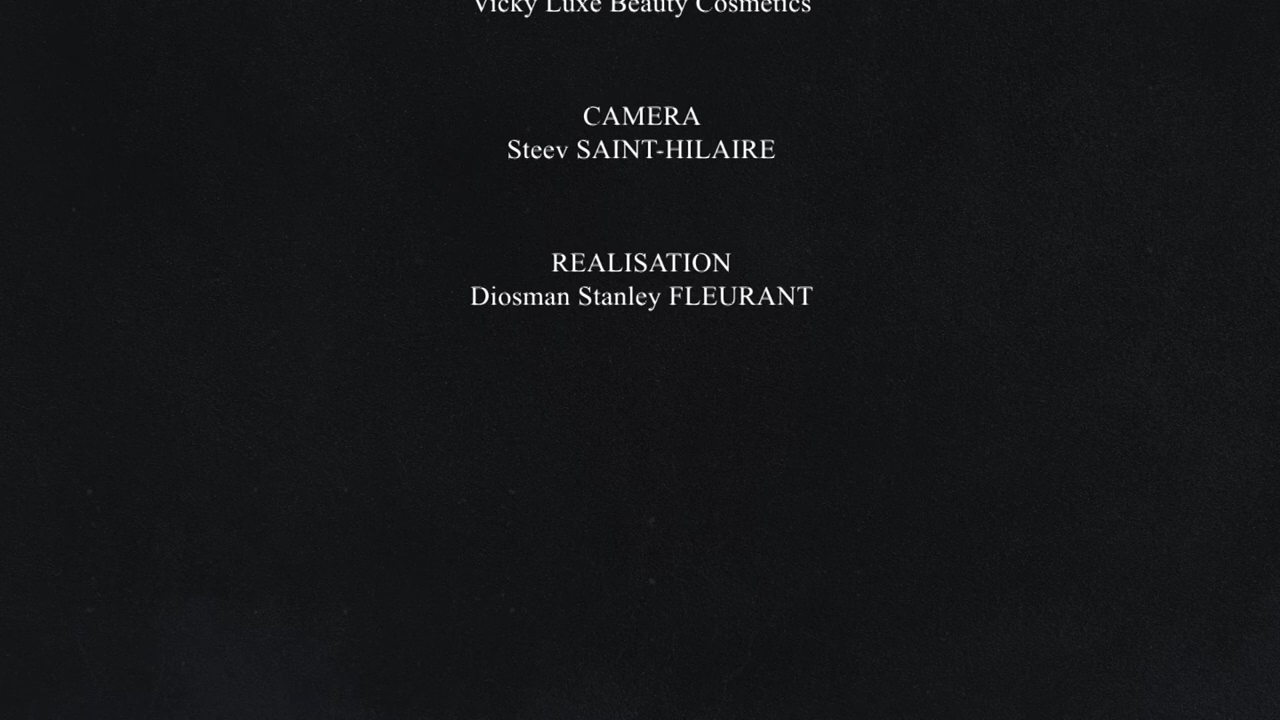 Vicky Luxe Beauty Cosmetics
CAMERA
Steev SAINT-HILAIRE
REALISATION
Diosman Stanley FLEURANT